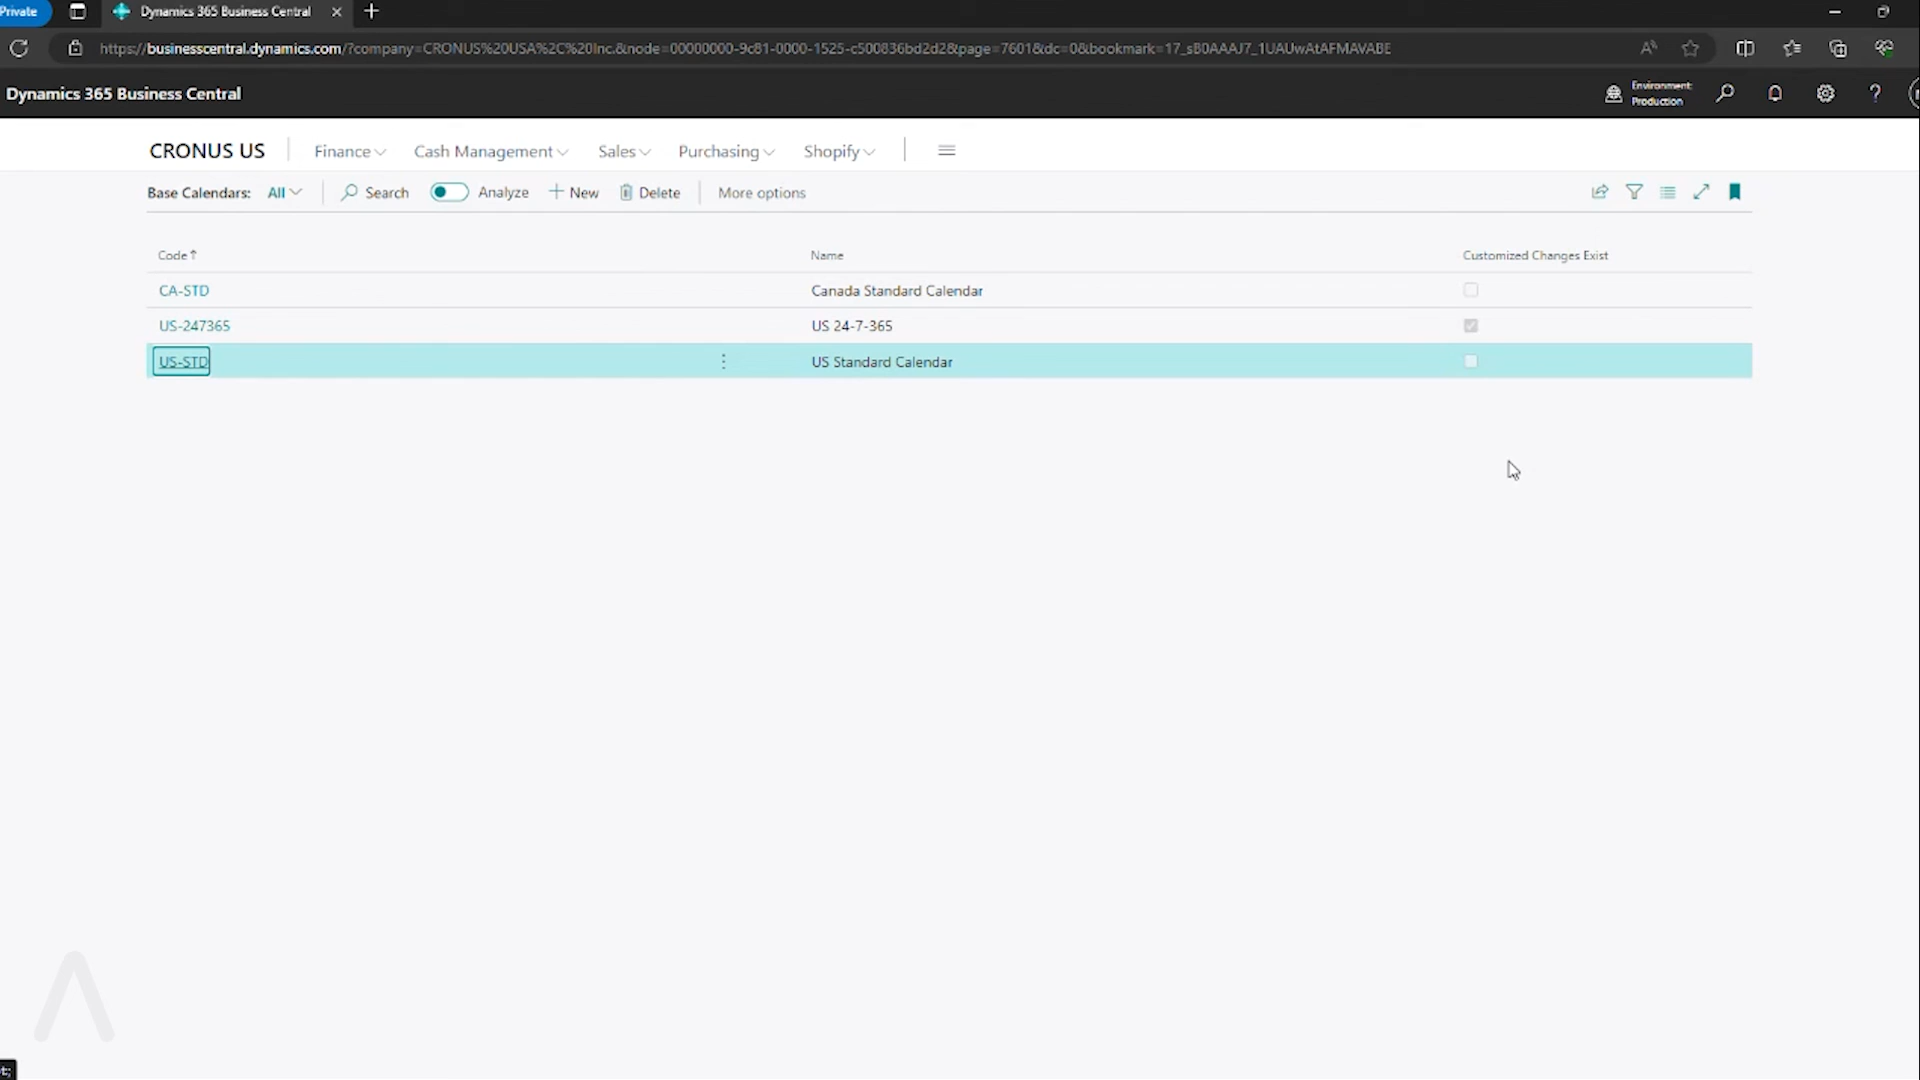 Private
Dynamics 365 Business Central
https://businesscentral.dynamics.com/?company=CRONUS%20USA%2C%20Inc.&node=00000000-9c81-0000-1525-c500836bd2d2&page=7601&dc=0&bookmark=17_sB0AAAJ7_1UAUwAtAFMAVABE
Dynamics 365 Business Central
Environment:
Production
CRONUS US
Finance
Cash Management
Sales
Purchasing
Shopify
Base Calendars: All
Search
Analyze
New
Delete
More options
Code↑
Name
Customized Changes Exist
CA-STD
Canada Standard Calendar
US-247365
US 24-7-365
US-STD
US Standard Calendar